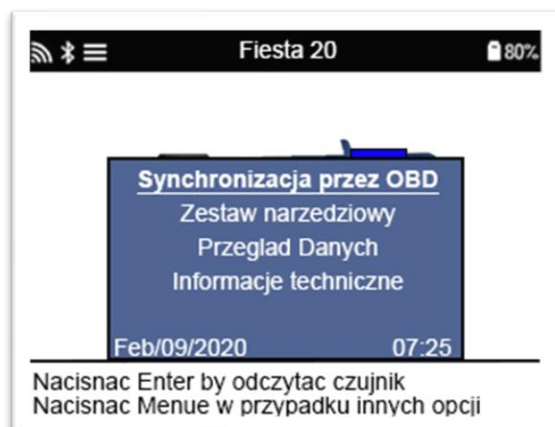 Fiesta 20
80%
Synchronizacja przez OBD
Zestaw narzedziowy
Przeglad Danych
Informacje techniczne
Feb/09/2020 07:25
Nacisnac Enter by odczytac czujnik
Nacisnac Menue w przypadku innych opcji